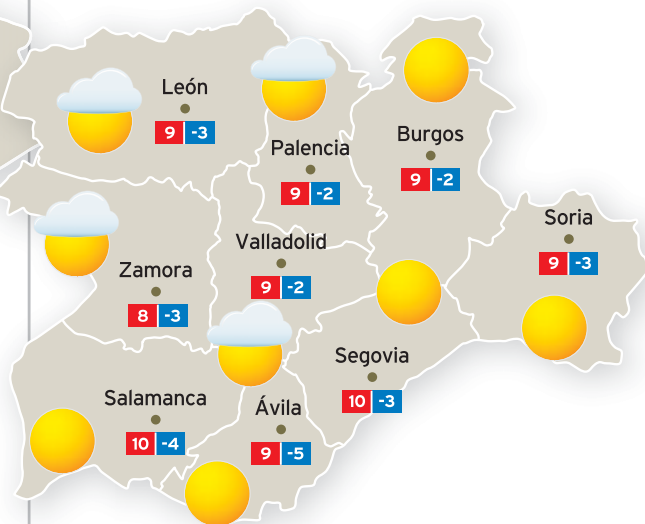 León
9 -3
Palencia
9 -2
Burgos
9 -2
Soria
9 -3
Zamora
8 -3
Valladolid
9 -2
Segovia
10 -3
Salamanca
10 -4
Ávila
9 -5